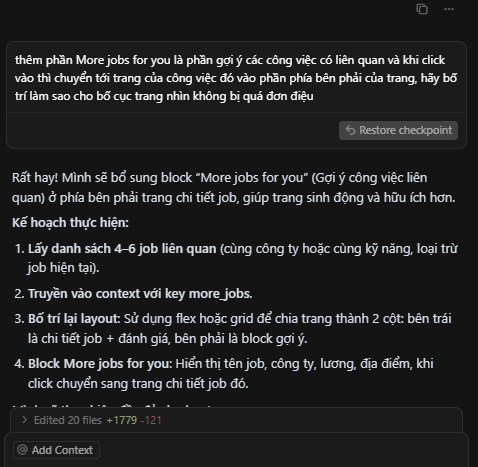 thêm phần More jobs for you là phần gợi ý các công việc có liên quan và khi click
vào thì chuyển tới trang của công việc đó vào phần phía bên phải của trang, hãy bố
trí làm sao cho bố cục trang nhìn không bị quá đơn điệu
Restore checkpoint
Rất hay! Mình sẽ bổ sung block "More jobs for you" (Gợi ý công việc liên
quan) ở phía bên phải trang chi tiết job, giúp trang sinh động và hữu ích hơn.
Kế hoạch thực hiện:
1. Lấy danh sách 4–6 job liên quan (cùng công ty hoặc cùng kỹ năng, loại trừ
job hiện tại).
2. Truyền vào context với key more_jobs.
3. Bố trí lại layout: Sử dụng flex hoặc grid để chia trang thành 2 cột: bên trái
là chi tiết job + đánh giá, bên phải là block gợi ý.
4. Block More jobs for you: Hiển thị tên job, công ty, lương, địa điểm, khi
click chuyển sang trang chi tiết job đó.
Edited 20 files +1779 -121
@ Add Context